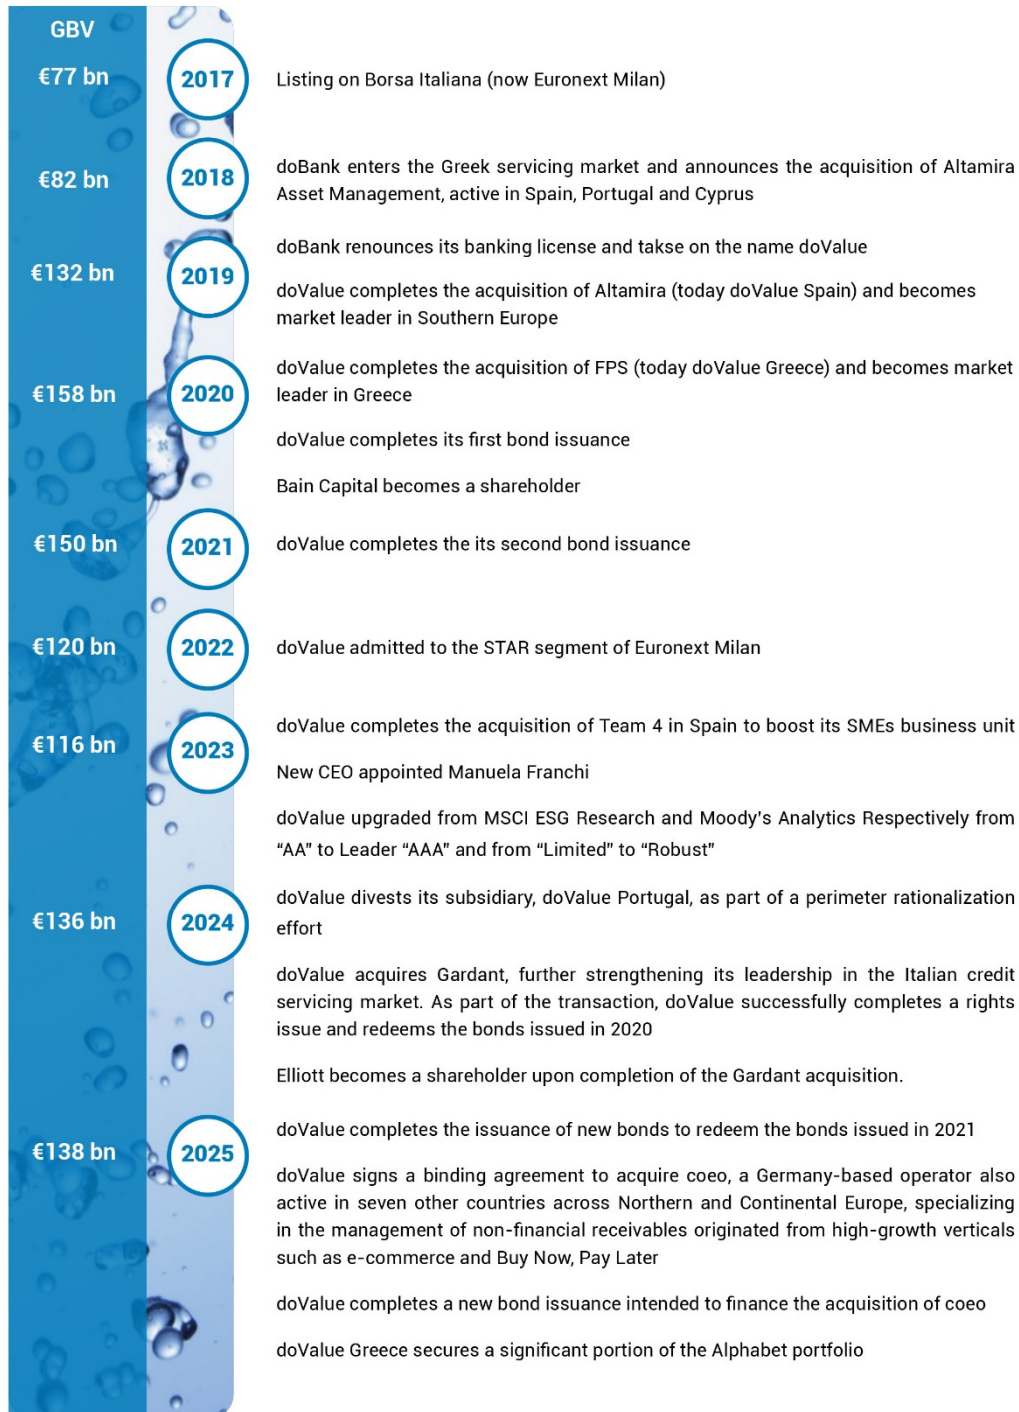 GBV
€77 bn
2017
Listing on Borsa Italiana (now Euronext Milan)
€82 bn
2018
doBank enters the Greek servicing market and announces the acquisition of Altamira
Asset Management, active in Spain, Portugal and Cyprus
€132 bn
2019
doBank renounces its banking license and takse on the name doValue
doValue completes the acquisition of Altamira (today doValue Spain) and becomes
market leader in Southern Europe
€158 bn
2020
doValue completes the acquisition of FPS (today doValue Greece) and becomes market
leader in Greece
doValue completes its first bond issuance
Bain Capital becomes a shareholder
€150 bn
2021
doValue completes the its second bond issuance
€120 bn
2022
doValue admitted to the STAR segment of Euronext Milan
€116 bn
2023
doValue completes the acquisition of Team 4 in Spain to boost its SMEs business unit
New CEO appointed Manuela Franchi
doValue upgraded from MSCI ESG Research and Moody's Analytics Respectively from
“AA” to Leader “AAA” and from “Limited” to “Robust”
€136 bn
2024
doValue divests its subsidiary, doValue Portugal, as part of a perimeter rationalization
effort
doValue acquires Gardant, further strengthening its leadership in the Italian credit
servicing market. As part of the transaction, doValue successfully completes a rights
issue and redeems the bonds issued in 2020
Elliott becomes a shareholder upon completion of the Gardant acquisition.
€138 bn
2025
doValue completes the issuance of new bonds to redeem the bonds issued in 2021
doValue signs a binding agreement to acquire coeo, a Germany-based operator also
active in seven other countries across Northern and Continental Europe, specializing
in the management of non-financial receivables originated from high-growth verticals
such as e-commerce and Buy Now, Pay Later
doValue completes a new bond issuance intended to finance the acquisition of coeo
doValue Greece secures a significant portion of the Alphabet portfolio